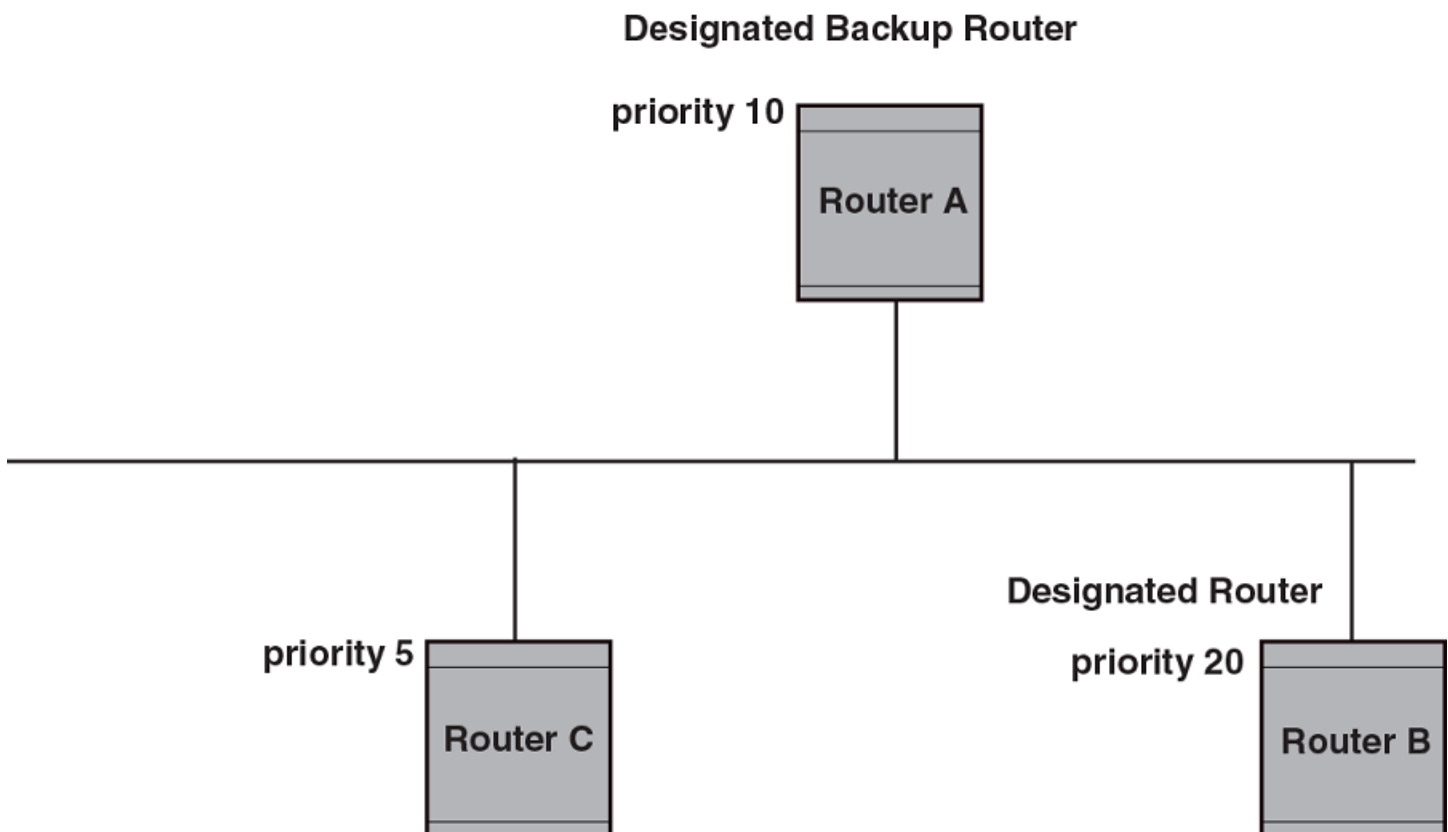 Designated Backup Router
priority 10
Router A
Designated Router
priority 5
priority 20
Router C
Router B